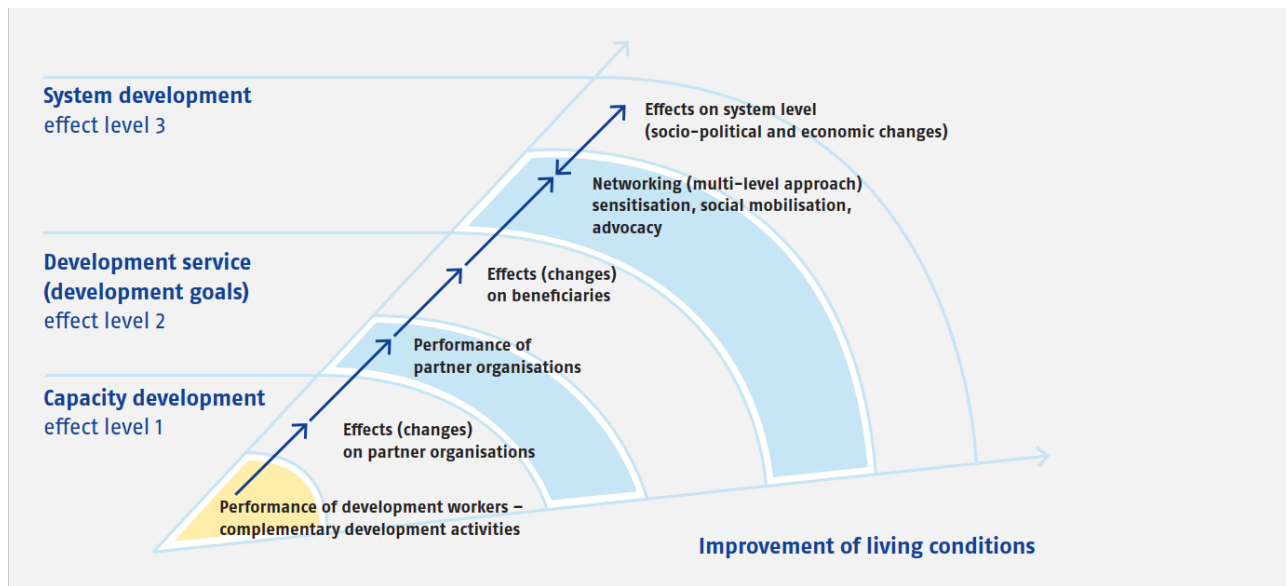 System development
effect level 3
Effects on system level
(socio-political and economic changes)
Networking (multi-level approach)
sensitisation, social mobilisation,
advocacy
Development service
(development goals)
effect level 2
Effects (changes)
on beneficiaries
Performance of
partner organisations
Capacity development
effect level 1
Effects (changes)
on partner organisations
Performance of development workers –
complementary development activities
Improvement of living conditions